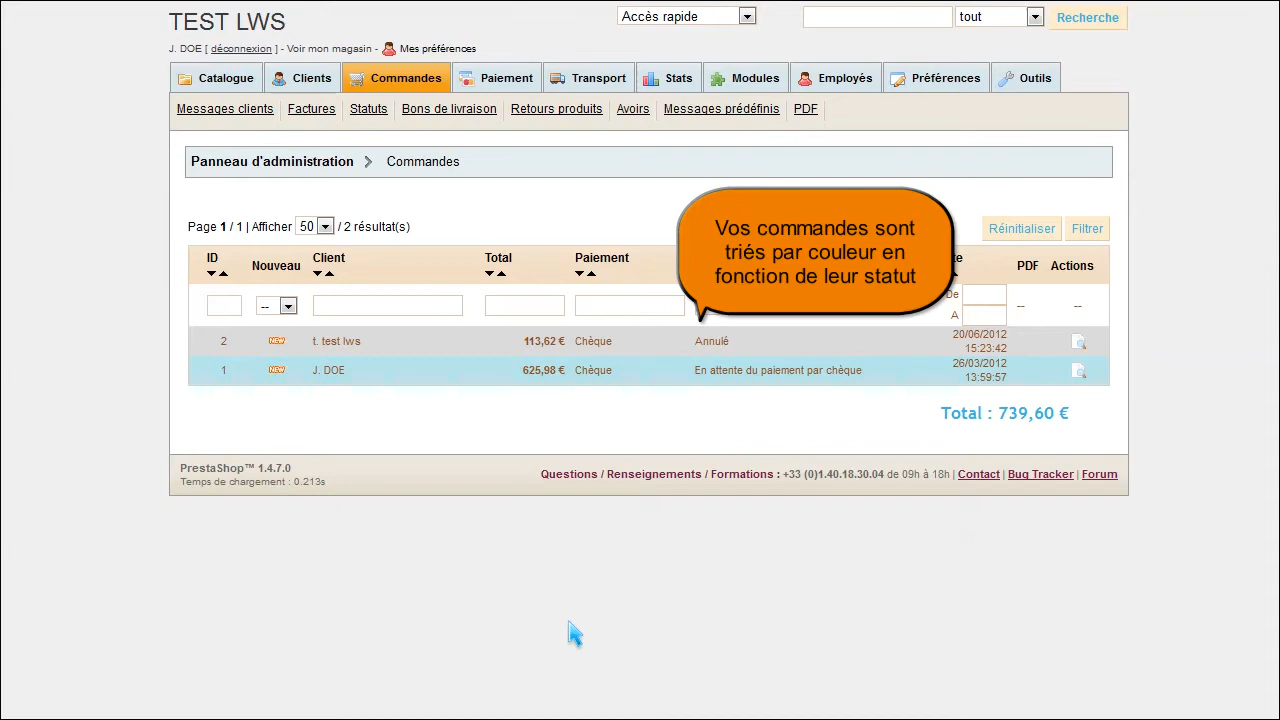 TEST LWS
Accès rapide
tout
Recherche
J. DOE [ déconnexion ] - Voir mon magasin - Mes préférences
Catalogue Clients Commandes Paiement Transport Stats Modules Employés Préférences Outils
Messages clients Factures Statuts Bons de livraison Retours produits Avoirs Messages prédéfinis PDF
Panneau d'administration Commandes
Vos commandes sont
triés par couleur en
fonction de leur statut
Page 1 / 1 | Afficher 50 / 2 résultat(s)
Réinitialiser Filtrer
ID Nouveau Client Total Paiement PDF Actions
-- De -- --
A
2 NEW t. test lws 113,62 € Chèque Annulé 20/06/2012
15:23:42
1 NEW J. DOE 625,98 € Chèque En attente du paiement par chèque 26/03/2012
13:59:57
Total : 739,60 €
PrestaShop™ 1.4.7.0
Temps de chargement : 0.213s
Questions / Renseignements / Formations : +33 (0)1.40.18.30.04 de 09h à 18h | Contact | Bug Tracker | Forum